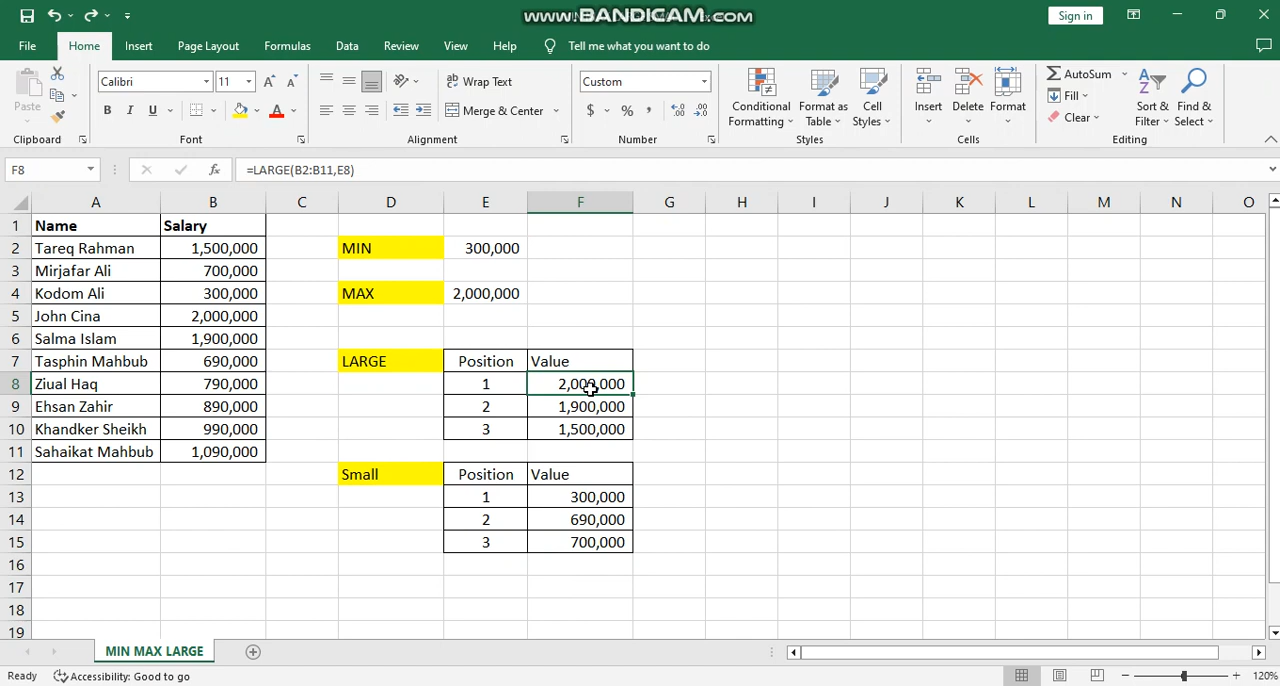 www.BANDICAM.com
Sign in
File Home Insert Page Layout Formulas Data Review View Help Tell me what you want to do
Paste
Calibri 11
Wrap Text
Custom
Conditional Formatting
Format as Table
Cell Styles
Insert Delete Format
AutoSum
Fill
Clear
Sort & Filter
Find & Select
B I U
Merge & Center
$ % ,
Clipboard Font Alignment Number Styles Cells Editing
F8 fx =LARGE(B2:B11,E8)
A B C D E F G H I J K L M N O
1 Name Salary
2 Tareq Rahman 1,500,000 MIN 300,000
3 Mirjafar Ali 700,000
4 Kodom Ali 300,000 MAX 2,000,000
5 John Cina 2,000,000
6 Salma Islam 1,900,000
7 Tasphin Mahbub 690,000 LARGE Position Value
8 Ziual Haq 790,000 1 2,000,000
9 Ehsan Zahir 890,000 2 1,900,000
10 Khandker Sheikh 990,000 3 1,500,000
11 Sahaikat Mahbub 1,090,000
12 Small Position Value
13 1 300,000
14 2 690,000
15 3 700,000
16
17
18
19
MIN MAX LARGE
Ready Accessibility: Good to go 120%